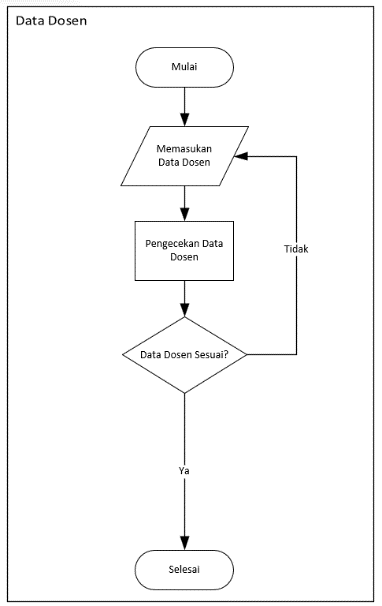 Data Dosen
Mulai
Memasukan
Data Dosen
Pengecekan Data
Dosen
Tidak
Data Dosen Sesuai?
Ya
Selesai